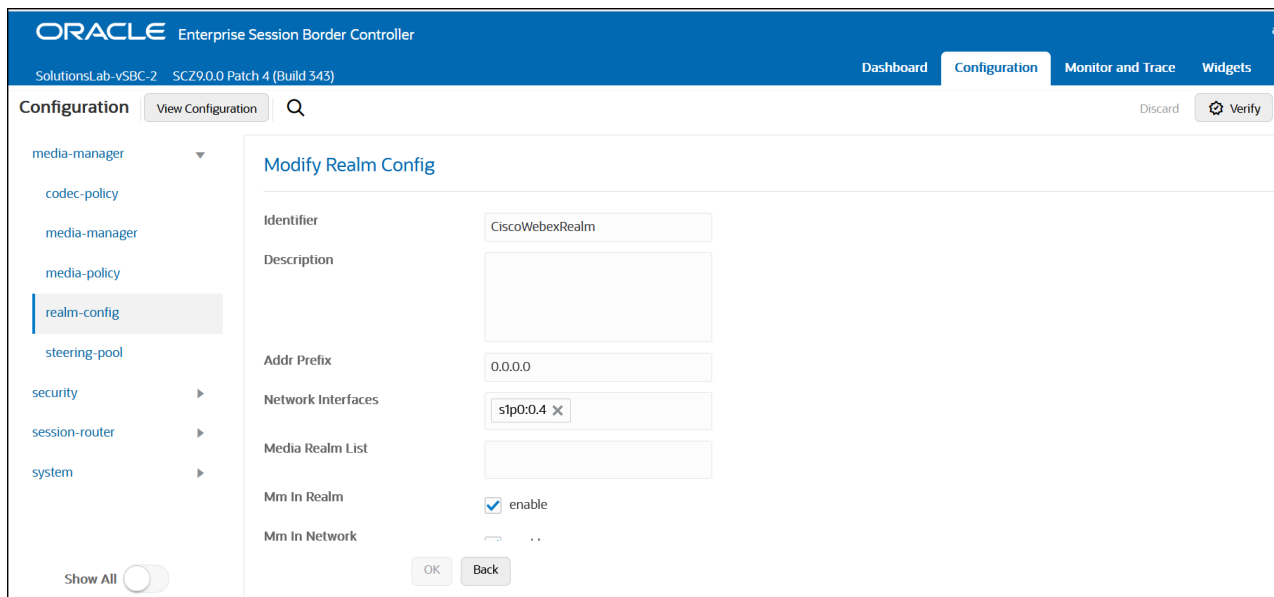 ORACLE Enterprise Session Border Controller
SolutionsLab-vSBC-2 SCZ9.0.0 Patch 4 (Build 343)
Dashboard Configuration Monitor and Trace Widgets
Configuration View Configuration Discard Verify
media-manager
codec-policy
media-manager
media-policy
realm-config
steering-pool
security
session-router
system
Show All
Modify Realm Config
Identifier CiscoWebexRealm
Description
Addr Prefix 0.0.0.0
Network Interfaces s1p0:0.4
Media Realm List
Mm In Realm enable
Mm In Network
OK Back